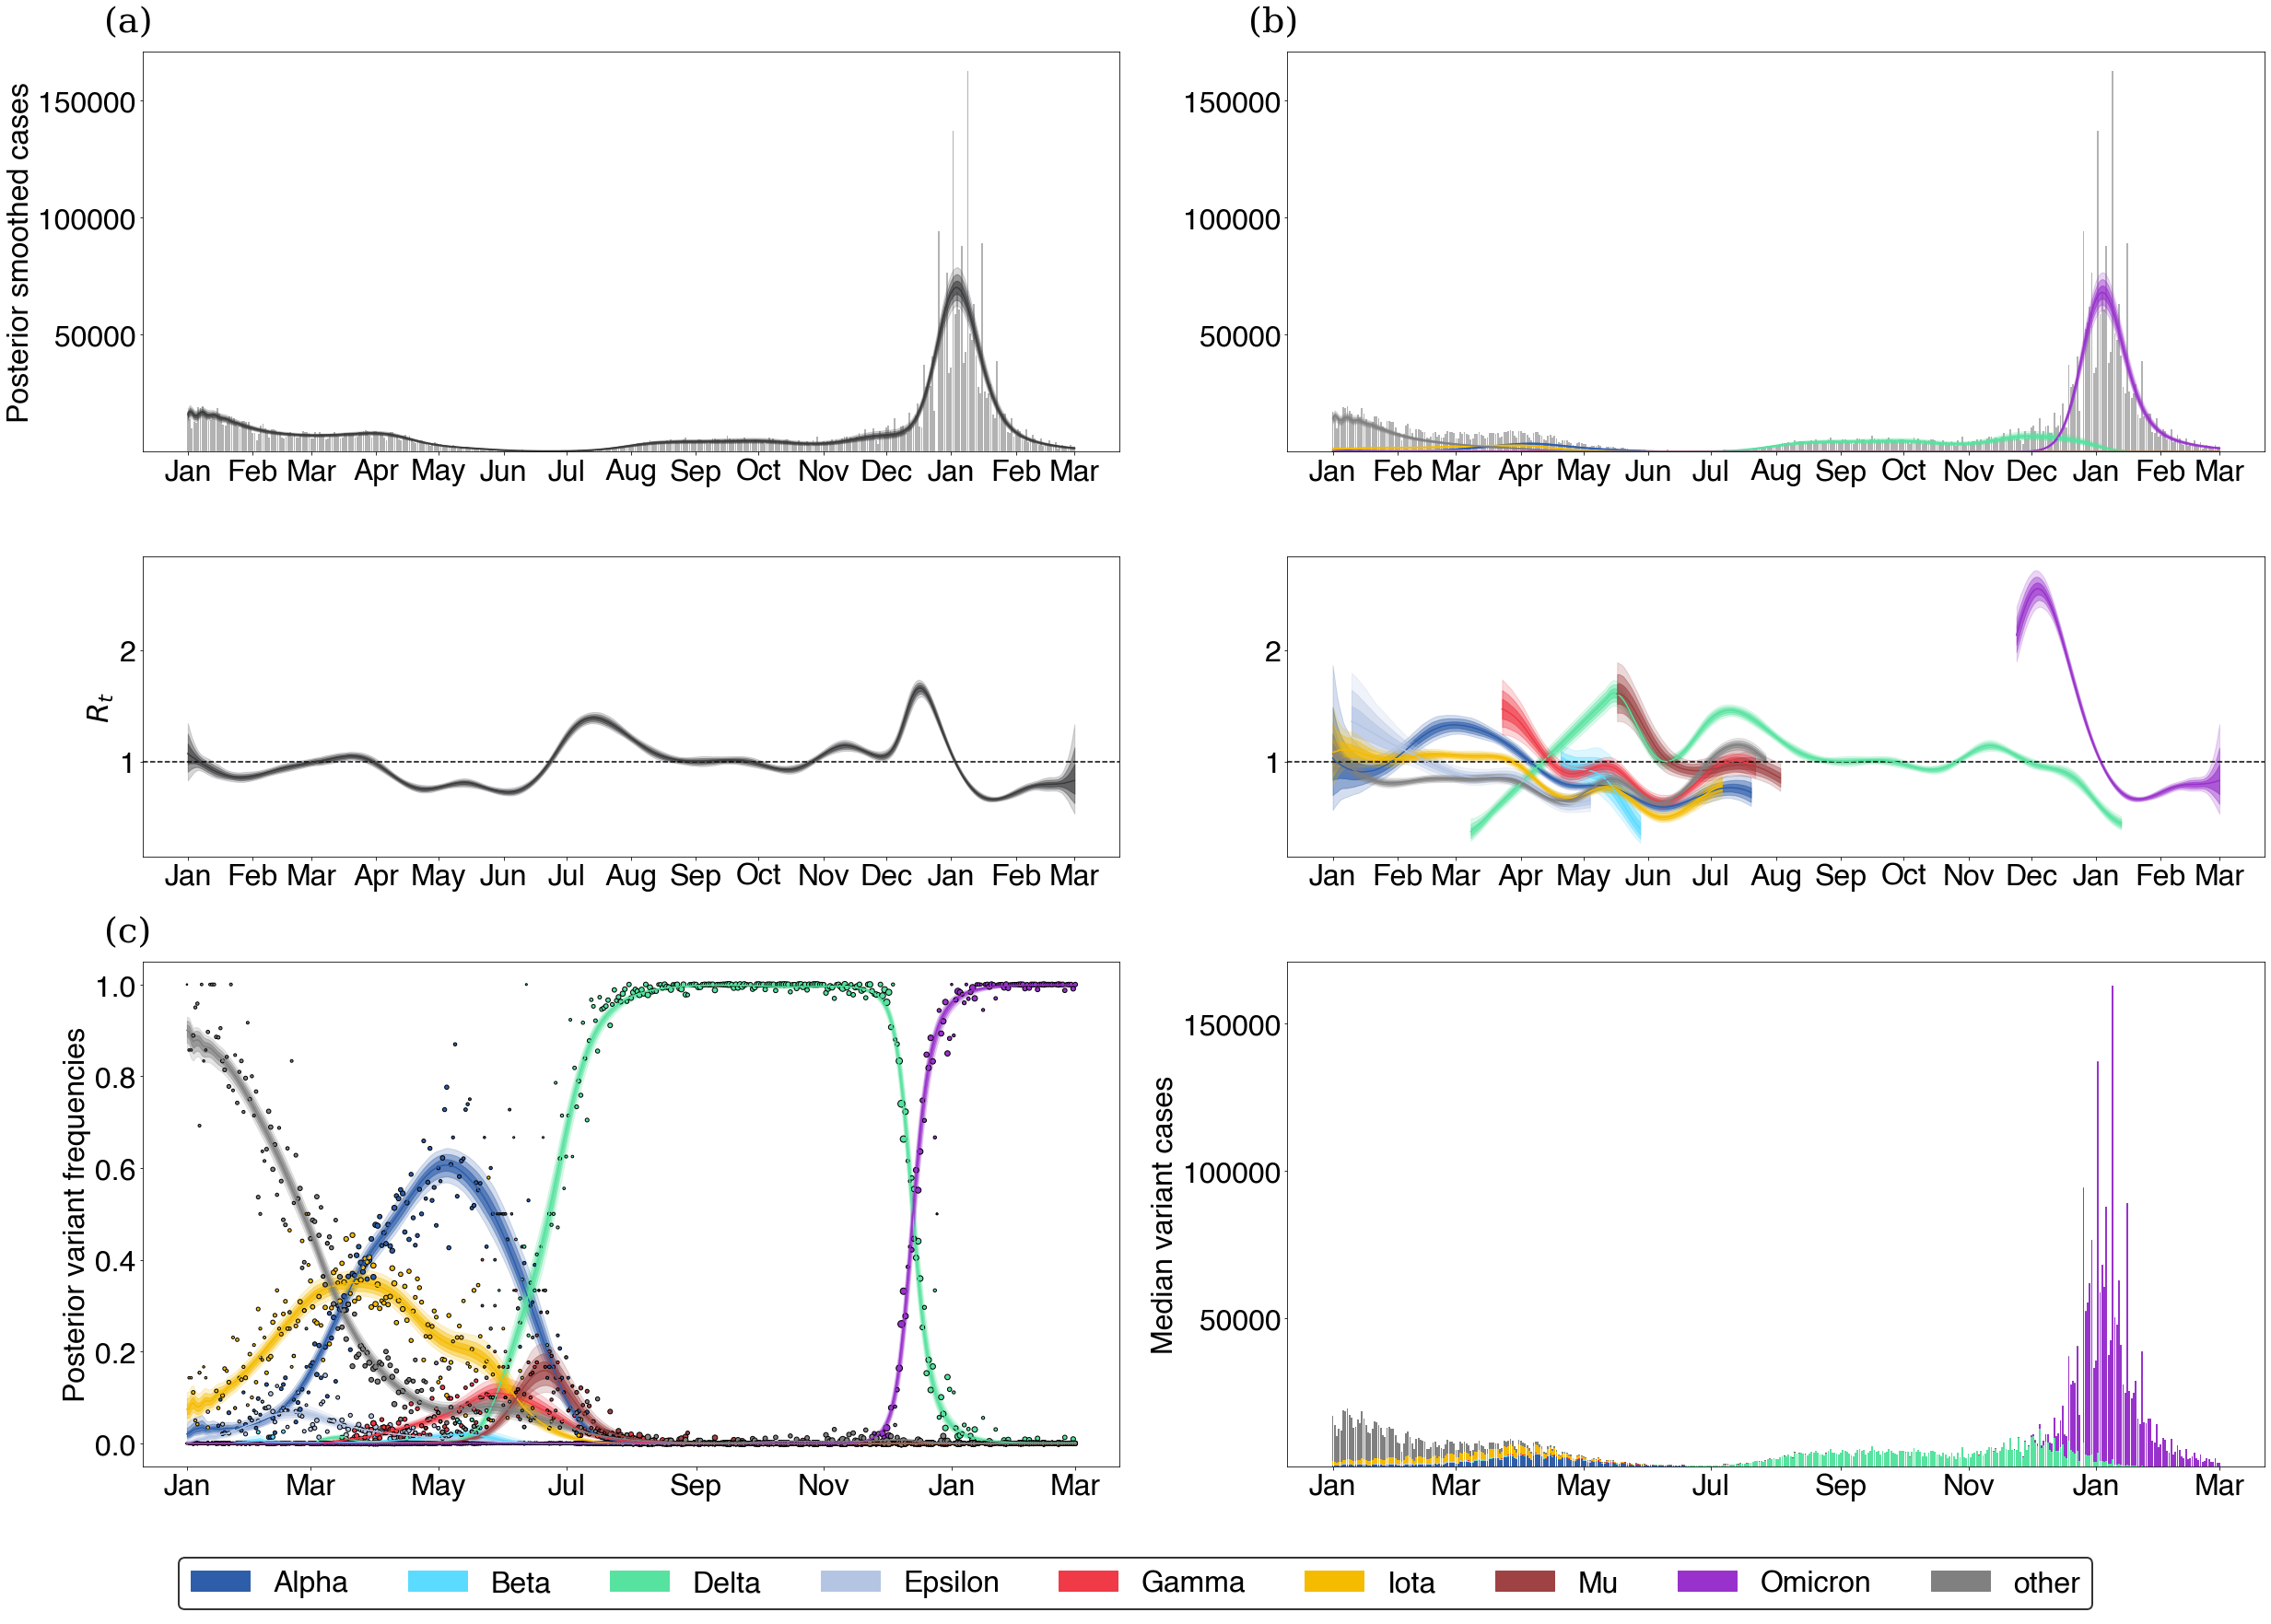 (a)
(b)
Posterior smoothed cases
150000
100000
50000
Jan Feb Mar Apr May Jun Jul Aug Sep Oct Nov Dec Jan Feb Mar
150000
100000
50000
Jan Feb Mar Apr May Jun Jul Aug Sep Oct Nov Dec Jan Feb Mar
R_t
2
1
Jan Feb Mar Apr May Jun Jul Aug Sep Oct Nov Dec Jan Feb Mar
2
1
Jan Feb Mar Apr May Jun Jul Aug Sep Oct Nov Dec Jan Feb Mar
(c)
Posterior variant frequencies
1.0
0.8
0.6
0.4
0.2
0.0
Jan Mar May Jul Sep Nov Jan Mar
Median variant cases
150000
100000
50000
Jan Mar May Jul Sep Nov Jan Mar
Alpha Beta Delta Epsilon Gamma Iota Mu Omicron other